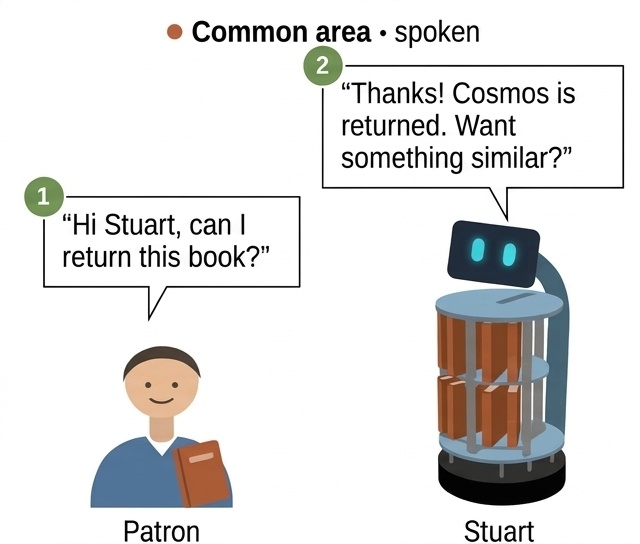 Common area • spoken
1
“Hi Stuart, can I
return this book?”
2
“Thanks! Cosmos is
returned. Want
something similar?”
Patron
Stuart